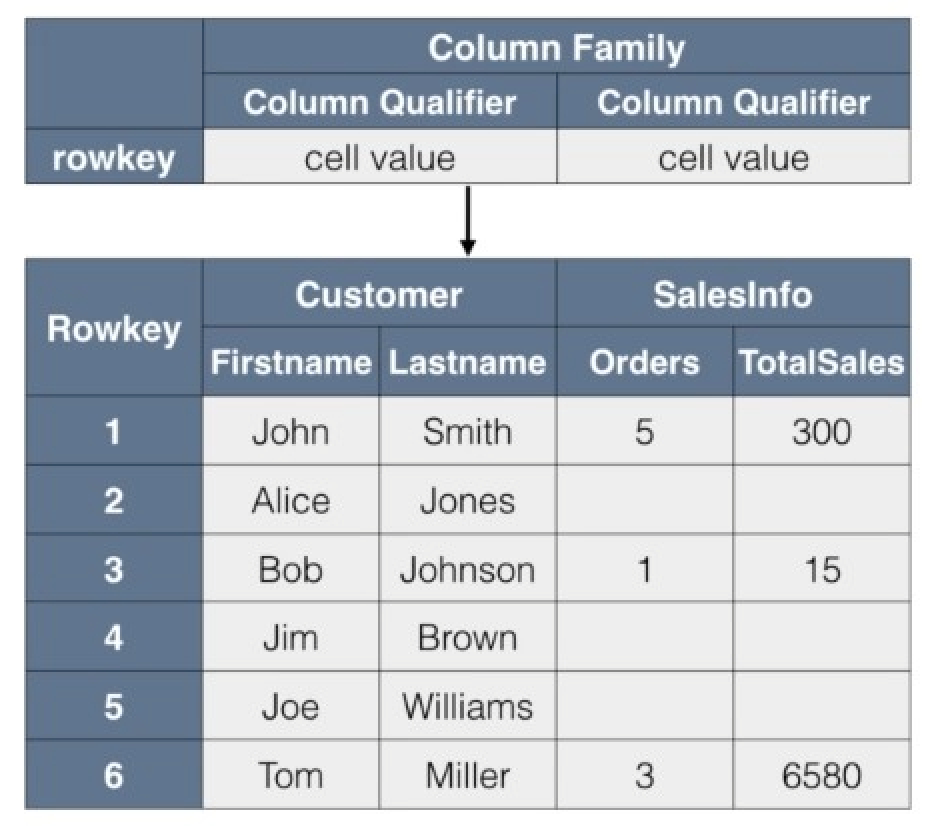 Column Family
Column Qualifier Column Qualifier
rowkey cell value cell value
Customer SalesInfo
Rowkey
Firstname Lastname Orders TotalSales
1 John Smith 5 300
2 Alice Jones
3 Bob Johnson 1 15
4 Jim Brown
5 Joe Williams
6 Tom Miller 3 6580